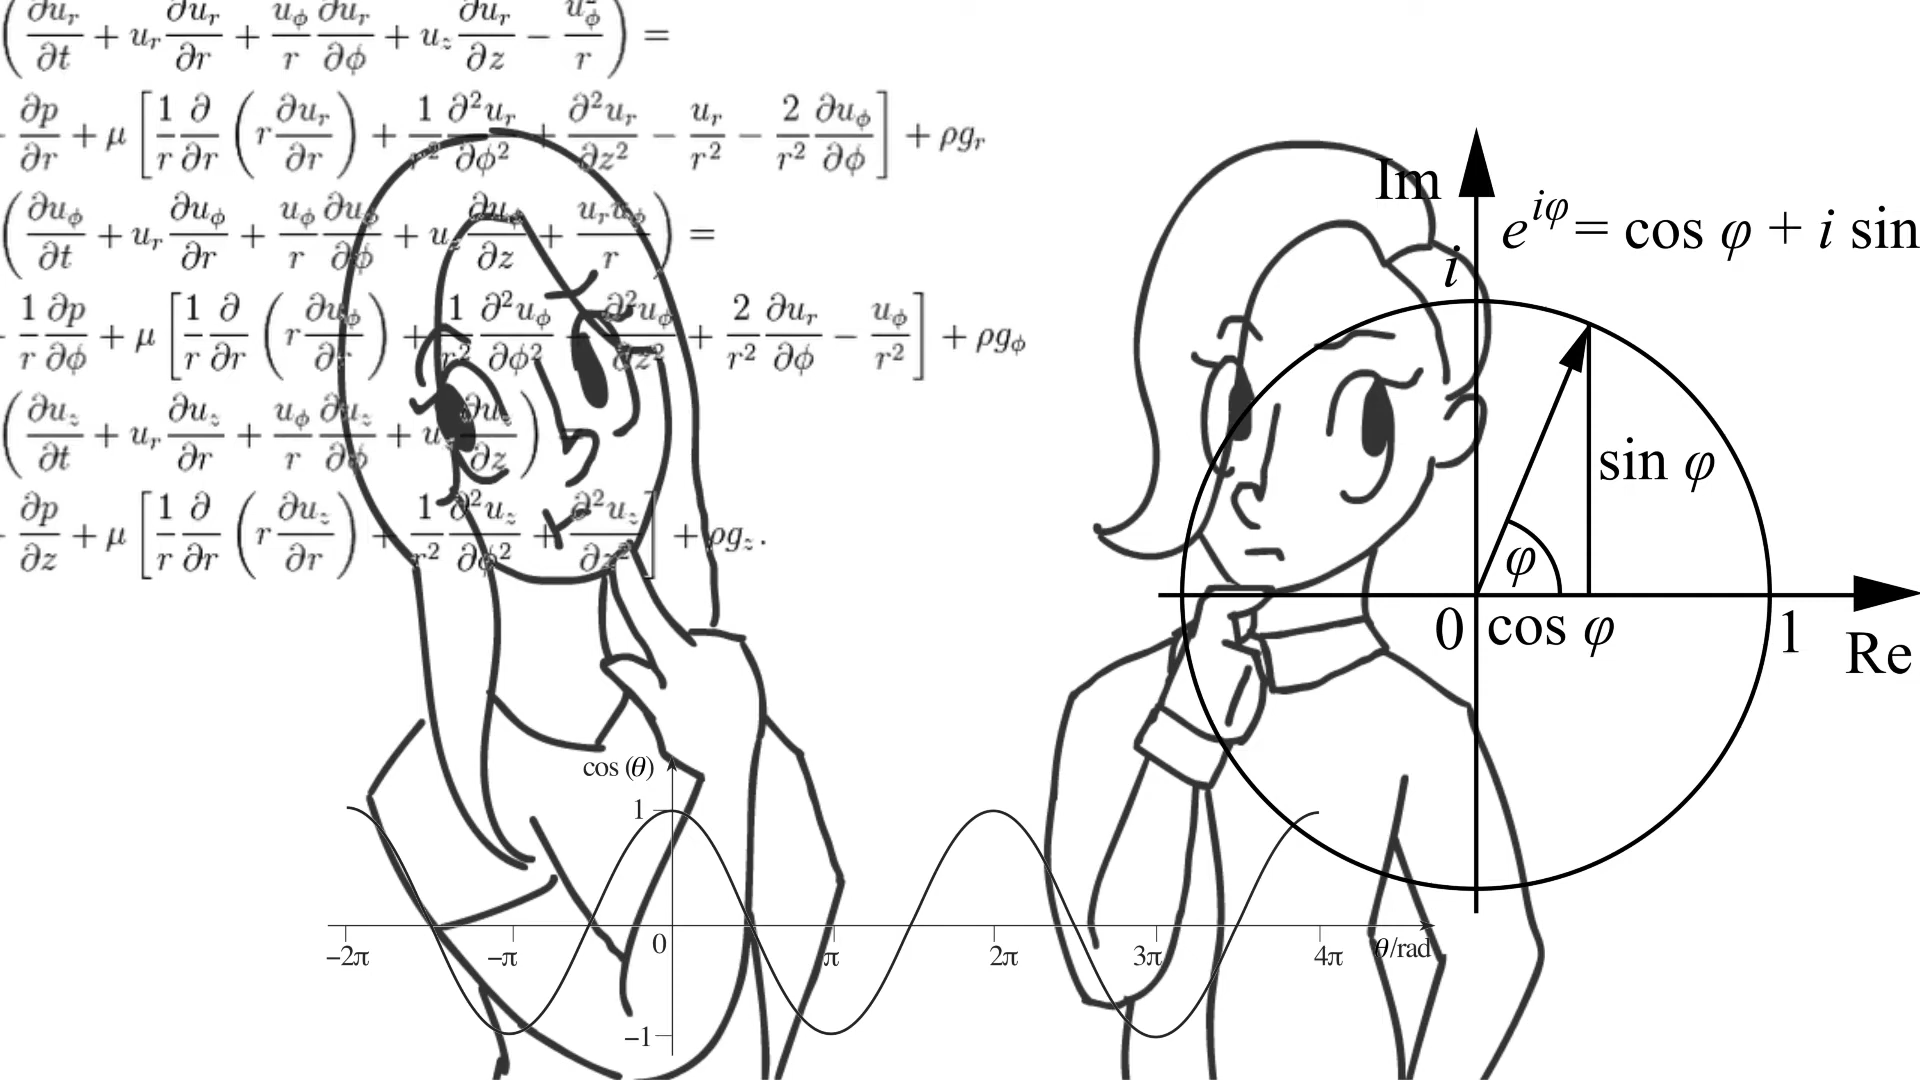 (∂u_r/∂t + u_r ∂u_r/∂r + u_φ/r ∂u_r/∂φ + u_z ∂u_r/∂z − u_φ²/r) =
∂p/∂r + μ [1/r ∂/∂r (r ∂u_r/∂r) + 1/r² ∂²u_r/∂φ² + ∂²u_r/∂z² − u_r/r² − 2/r² ∂u_φ/∂φ] + ρg_r
(∂u_φ/∂t + u_r ∂u_φ/∂r + u_φ/r ∂u_φ/∂φ + u_z ∂u_φ/∂z + u_r u_φ/r) =
1/r ∂p/∂φ + μ [1/r ∂/∂r (r ∂u_φ/∂r) + 1/r² ∂²u_φ/∂φ² + ∂²u_φ/∂z² + 2/r² ∂u_r/∂φ − u_φ/r²] + ρg_φ
(∂u_z/∂t + u_r ∂u_z/∂r + u_φ/r ∂u_z/∂φ + u_z ∂u_z/∂z)
∂p/∂z + μ [1/r ∂/∂r (r ∂u_z/∂r) + 1/r² ∂²u_z/∂φ² + ∂²u_z/∂z²] + ρg_z.
Im
e^{iφ} = cos φ + i sin
i
sin φ
φ
0 cos φ 1
Re
cos (θ)
1
0
−2π −π π 2π 3π 4π θ/rad
−1